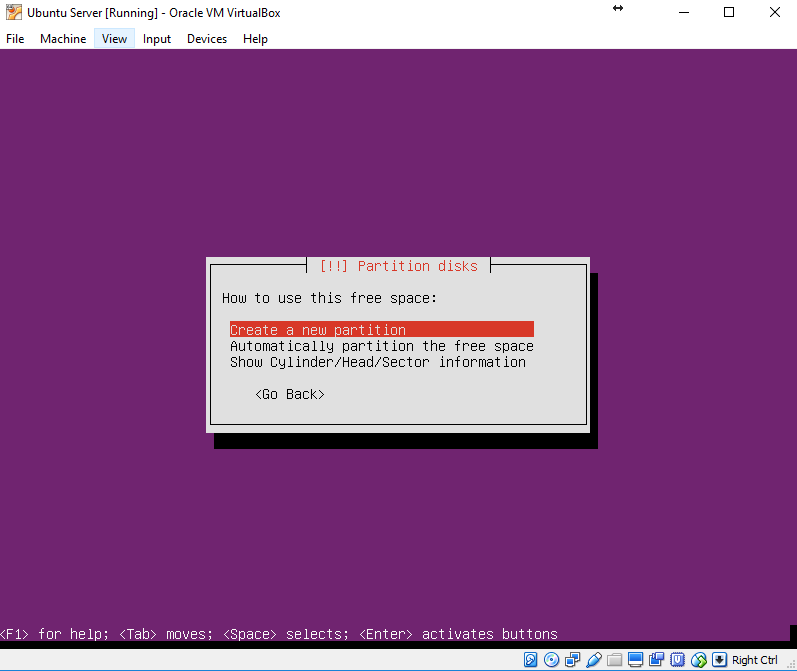 Ubuntu Server [Running] - Oracle VM VirtualBox
File Machine View Input Devices Help
[!!] Partition disks
How to use this free space:
Create a new partition
Automatically partition the free space
Show Cylinder/Head/Sector information
<Go Back>
<F1> for help; <Tab> moves; <Space> selects; <Enter> activates buttons
Right Ctrl